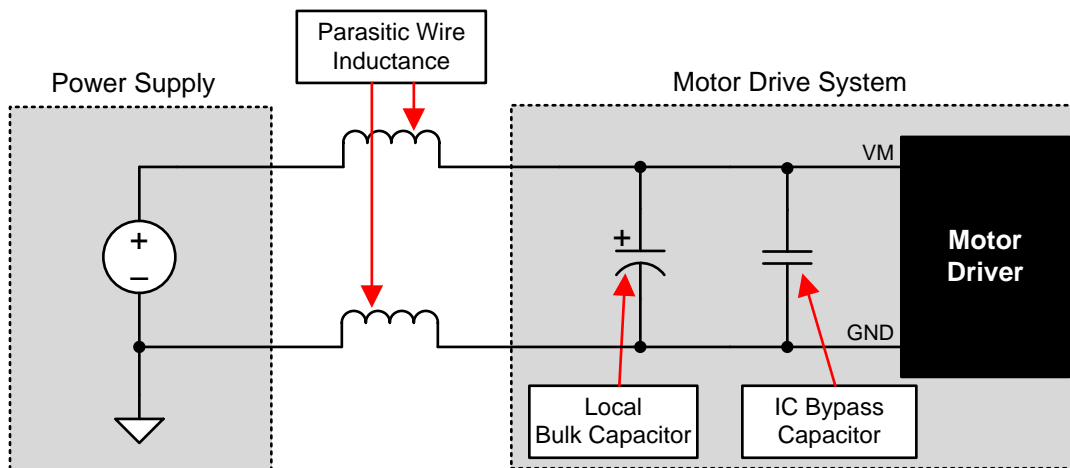 Parasitic Wire
Inductance
Power Supply
Motor Drive System
VM
+
–
+
Motor
Driver
GND
Local
Bulk Capacitor
IC Bypass
Capacitor